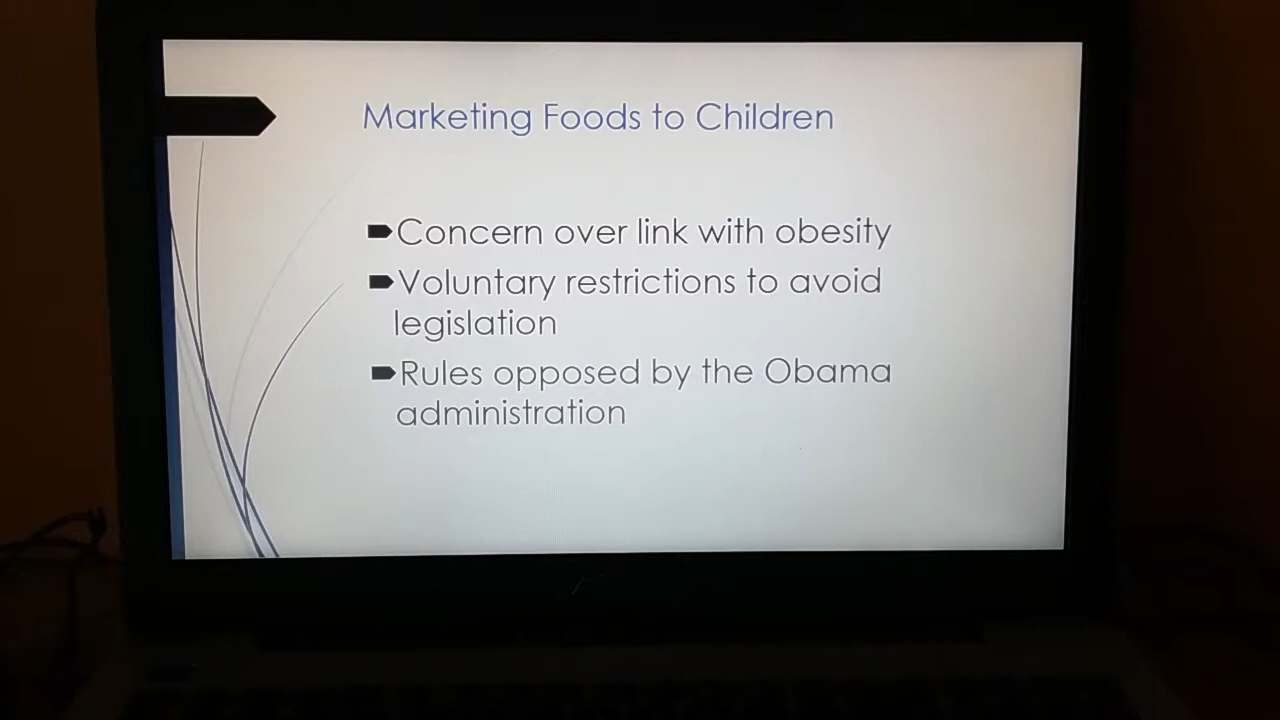 Marketing Foods to Children
Concern over link with obesity
Voluntary restrictions to avoid
legislation
Rules opposed by the Obama
administration